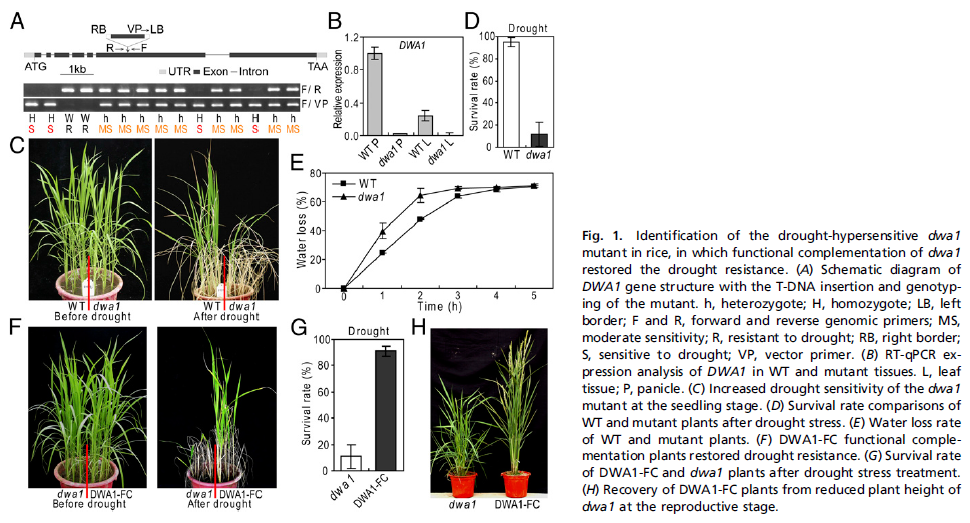 A
RB VP→LB
R F
ATG TAA
1kb
UTR Exon Intron
F/R
F/VP
H H W W h h h h H h H h h
S S R R MS MS MS MS S MS S MS MS
B
DWA1
Relative expression
1.2
0.8
0.4
0.0
WT P
dwa1 P
WT L
dwa1 L
D
Drought
Survival rate (%)
100
80
60
40
20
0
WT dwa1
C
WT dwa1
Before drought
WT dwa1
After drought
E
WT
dwa1
Water loss (%)
80
60
40
20
0
0 1 2 3 4 5
Time (h)
F
dwa1 DWA1-FC
Before drought
dwa1 DWA1-FC
After drought
G
Drought
Survival rate (%)
100
80
60
40
20
0
dwa1
DWA1-FC
H
dwa1 DWA1-FC
Fig. 1. Identification of the drought-hypersensitive dwa1
mutant in rice, in which functional complementation of dwa1
restored the drought resistance. (A) Schematic diagram of
DWA1 gene structure with the T-DNA insertion and genotyp-
ing of the mutant. h, heterozygote; H, homozygote; LB, left
border; F and R, forward and reverse genomic primers; MS,
moderate sensitivity; R, resistant to drought; RB, right border;
S, sensitive to drought; VP, vector primer. (B) RT-qPCR ex-
pression analysis of DWA1 in WT and mutant tissues. L, leaf
tissue; P, panicle. (C) Increased drought sensitivity of the dwa1
mutant at the seedling stage. (D) Survival rate comparisons of
WT and mutant plants after drought stress. (E) Water loss rate
of WT and mutant plants. (F) DWA1-FC functional comple-
mentation plants restored drought resistance. (G) Survival rate
of DWA1-FC and dwa1 plants after drought stress treatment.
(H) Recovery of DWA1-FC plants from reduced plant height of
dwa1 at the reproductive stage.